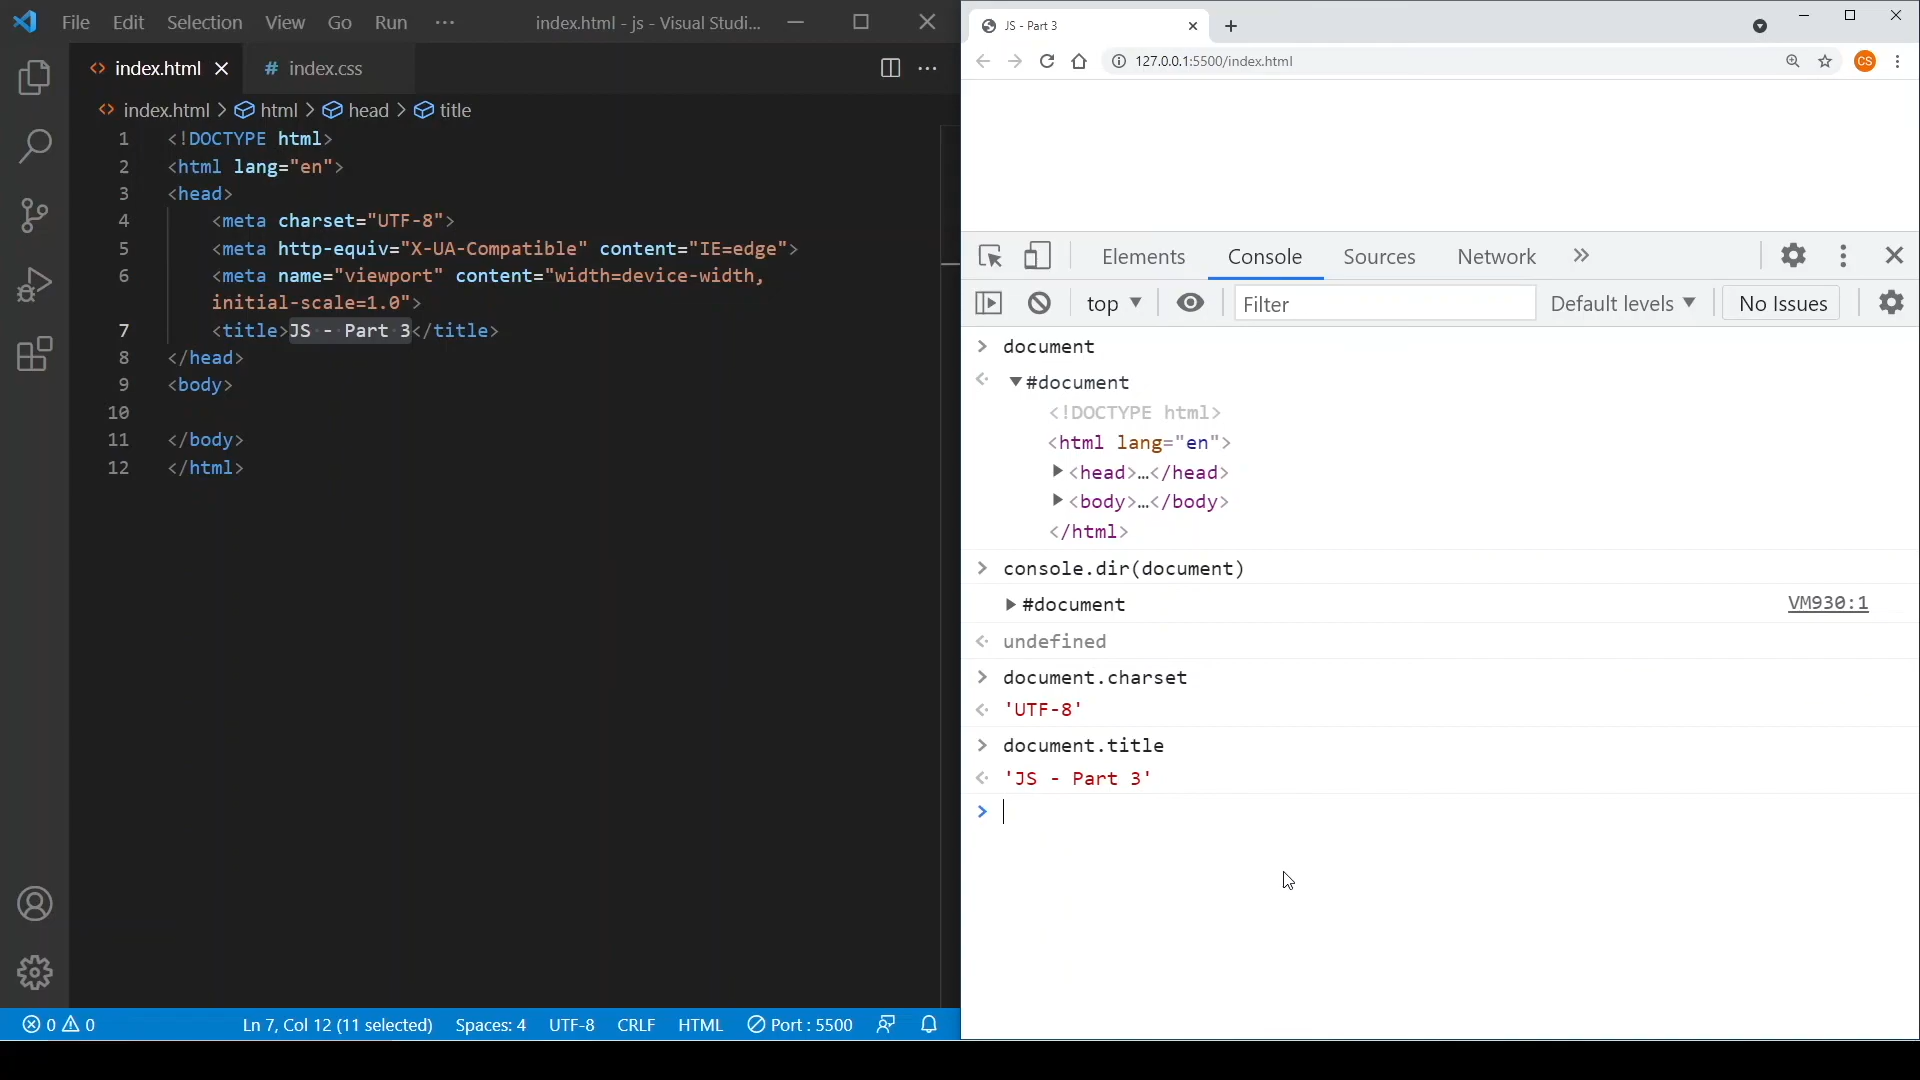 File Edit Selection View Go Run ··· index.html - js - Visual Studi...
index.html index.css
index.html > html > head > title
1 <!DOCTYPE html>
2 <html lang="en">
3 <head>
4 <meta charset="UTF-8">
5 <meta http-equiv="X-UA-Compatible" content="IE=edge">
6 <meta name="viewport" content="width=device-width,
initial-scale=1.0">
7 <title>JS - Part 3</title>
8 </head>
9 <body>
10
11 </body>
12 </html>
0 0 Ln 7, Col 12 (11 selected) Spaces: 4 UTF-8 CRLF HTML Port : 5500
JS - Part 3
127.0.0.1:5500/index.html CS
Elements Console Sources Network
top Filter Default levels No Issues
> document
#document
<!DOCTYPE html>
<html lang="en">
<head>…</head>
<body>…</body>
</html>
> console.dir(document)
#document VM930:1
undefined
> document.charset
'UTF-8'
> document.title
'JS - Part 3'
>